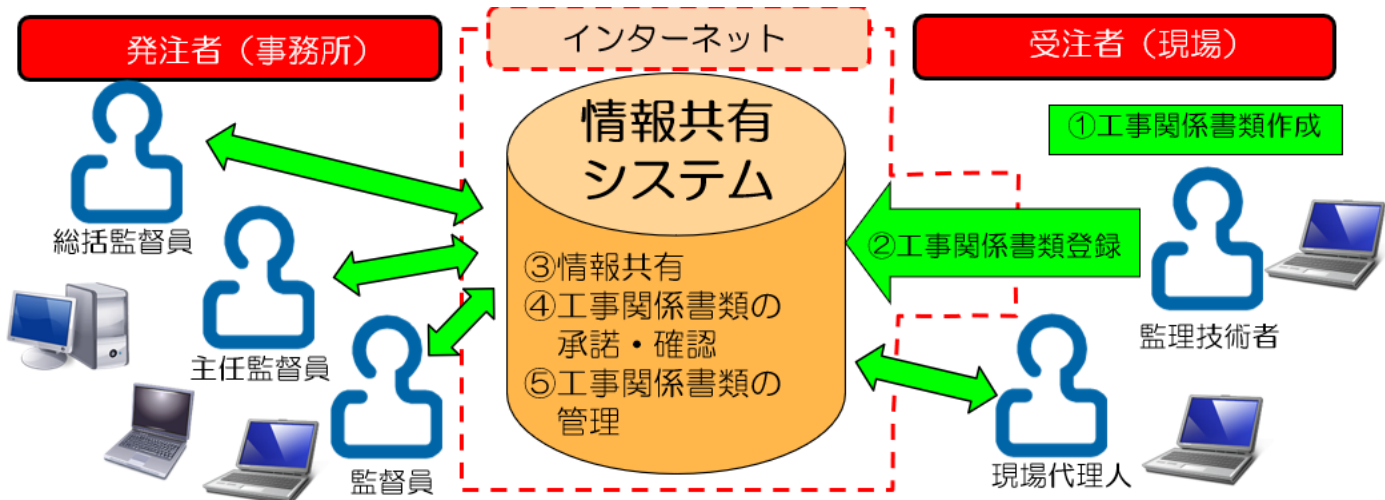 発注者（事務所）
インターネット
受注者（現場）
情報共有
システム
①工事関係書類作成
②工事関係書類登録
③情報共有
④工事関係書類の
承諾・確認
⑤工事関係書類の
管理
総括監督員
主任監督員
監督員
監理技術者
現場代理人